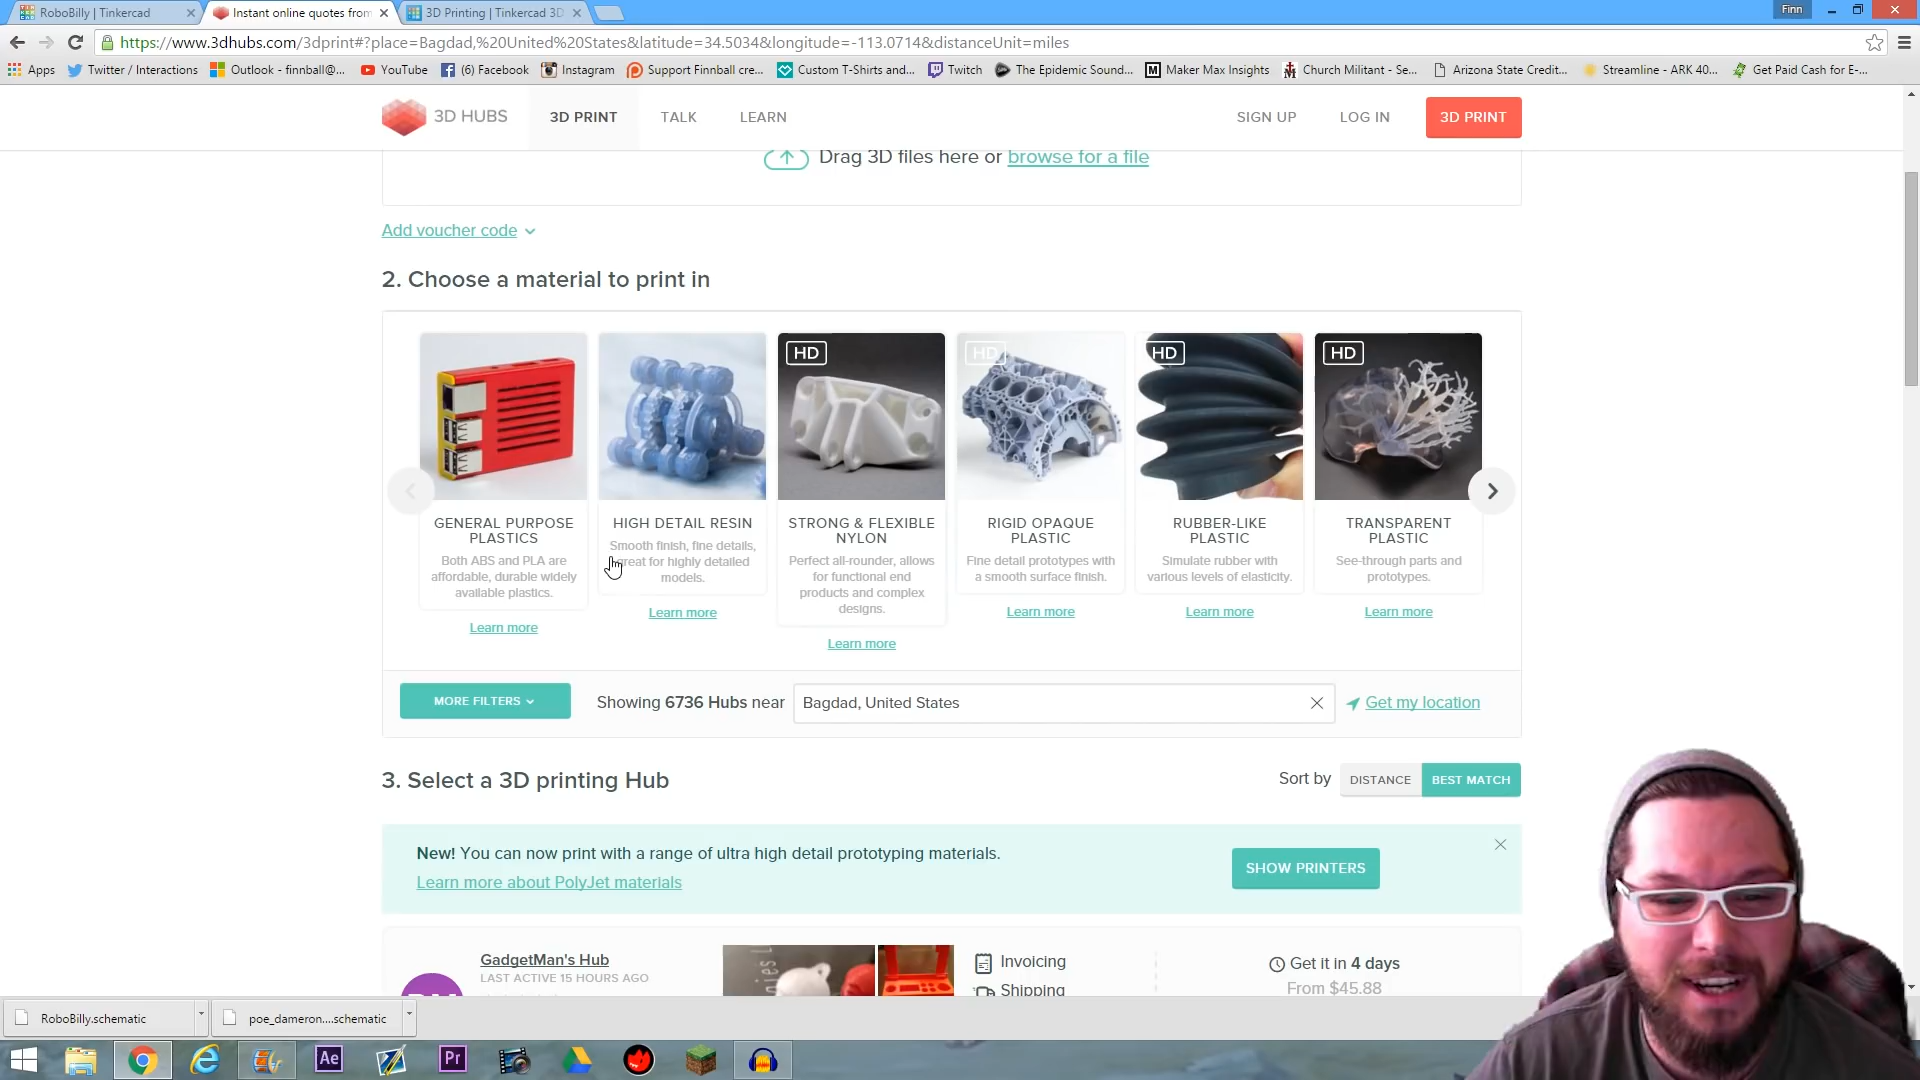 RoboBilly | Tinkercad
Instant online quotes from
3D Printing | Tinkercad 3D
Finn
https://www.3dhubs.com/3dprint#?place=Bagdad,%20United%20States&latitude=34.5034&longitude=-113.0714&distanceUnit=miles
Apps
Twitter / Interactions
Outlook - finnball@...
YouTube
(6) Facebook
Instagram
Support Finnball cre...
Custom T-Shirts and...
Twitch
The Epidemic Sound...
Maker Max Insights
Church Militant - Se...
Arizona State Credit...
Streamline - ARK 40...
Get Paid Cash for E-...
3D HUBS
3D PRINT
TALK
LEARN
SIGN UP
LOG IN
3D PRINT
Drag 3D files here or browse for a file
Add voucher code
2. Choose a material to print in
HD
HD
HD
HD
GENERAL PURPOSE
PLASTICS
Both ABS and PLA are
affordable, durable widely
available plastics.
Learn more
HIGH DETAIL RESIN
Smooth finish, fine details,
great for highly detailed
models.
Learn more
STRONG & FLEXIBLE
NYLON
Perfect all-rounder, allows
for functional end
products and complex
designs.
Learn more
RIGID OPAQUE
PLASTIC
Fine detail prototypes with
a smooth surface finish.
Learn more
RUBBER-LIKE
PLASTIC
Simulate rubber with
various levels of elasticity.
Learn more
TRANSPARENT
PLASTIC
See-through parts and
prototypes.
Learn more
MORE FILTERS
Showing 6736 Hubs near
Bagdad, United States
Get my location
3. Select a 3D printing Hub
Sort by
DISTANCE
BEST MATCH
New! You can now print with a range of ultra high detail prototyping materials.
Learn more about PolyJet materials
SHOW PRINTERS
GadgetMan's Hub
LAST ACTIVE 15 HOURS AGO
Invoicing
Shipping
Get it in 4 days
From $45.88
RoboBilly.schematic
poe_dameron....schematic
Ae
Pr